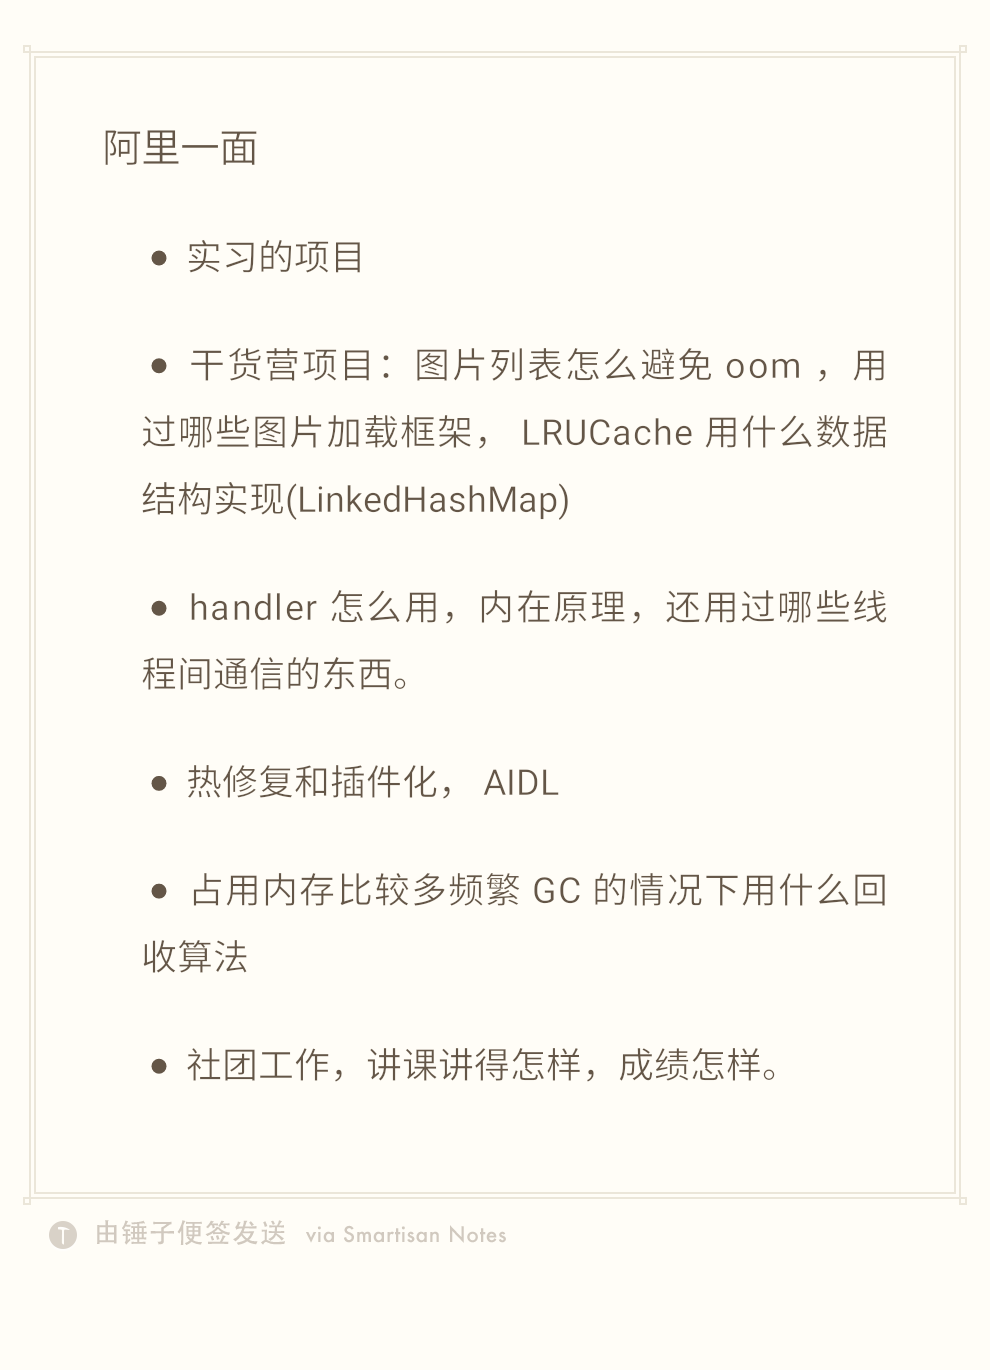 阿里一面
● 实习的项目
● 干货营项目：图片列表怎么避免 oom ，用
过哪些图片加载框架， LRUCache 用什么数据
结构实现(LinkedHashMap)
● handler 怎么用，内在原理，还用过哪些线
程间通信的东西。
● 热修复和插件化， AIDL
● 占用内存比较多频繁 GC 的情况下用什么回
收算法
● 社团工作，讲课讲得怎样，成绩怎样。
T 由锤子便签发送 via Smartisan Notes